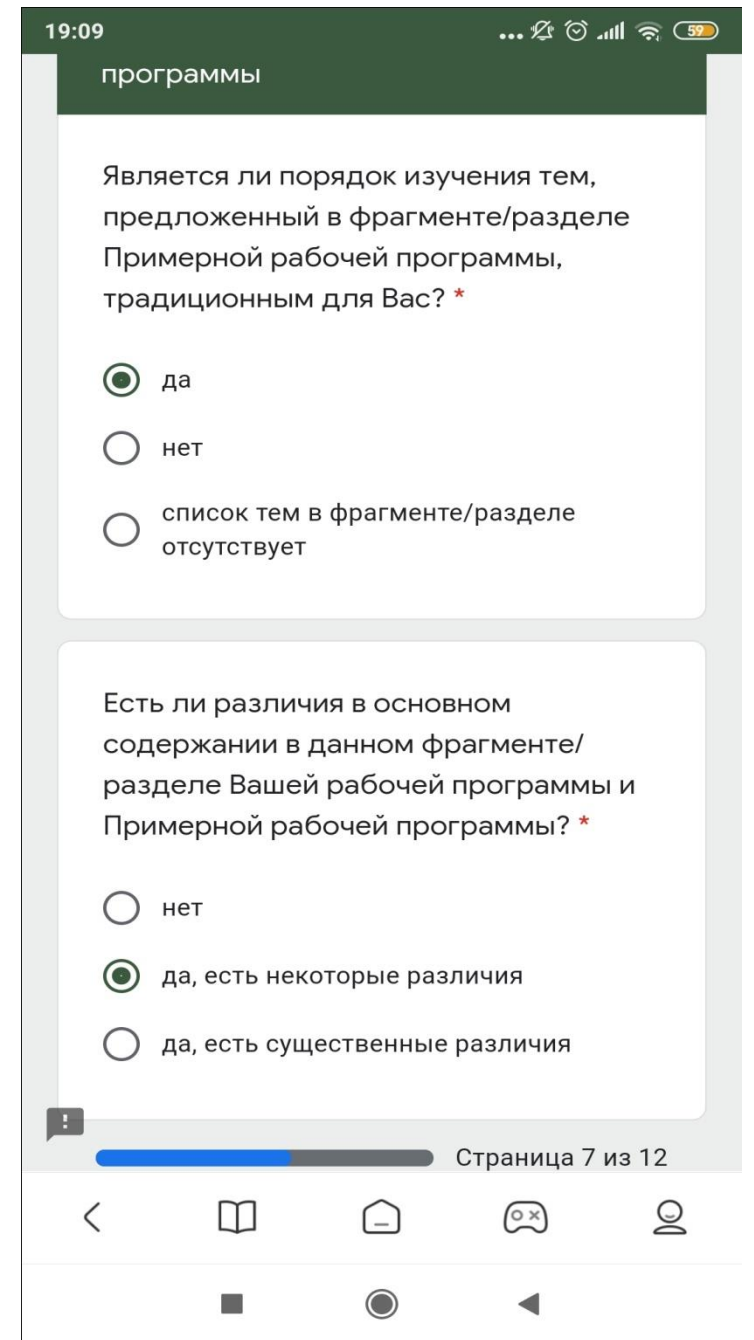 19:09
... 59
программы
Является ли порядок изучения тем,
предложенный в фрагменте/разделе
Примерной рабочей программы,
традиционным для Вас? *
да
нет
список тем в фрагменте/разделе
отсутствует
Есть ли различия в основном
содержании в данном фрагменте/
разделе Вашей рабочей программы и
Примерной рабочей программы? *
нет
да, есть некоторые различия
да, есть существенные различия
Страница 7 из 12